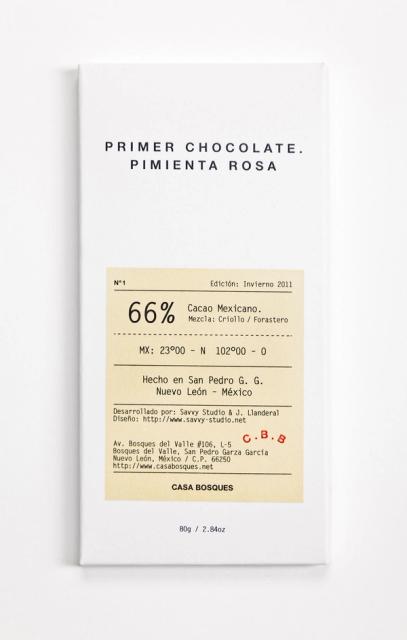 PRIMER CHOCOLATE.
PIMIENTA ROSA
Nº1 Edición: Invierno 2011
66% Cacao Mexicano.
Mezcla: Criollo / Forastero
MX: 23º00 - N 102º00 - O
Hecho en San Pedro G. G.
Nuevo León - México
Desarrollado por: Savvy Studio & J. Llanderal
Diseño: http://www.savvy-studio.net
C.B.B
Av. Bosques del Valle #106, L-5
Bosques del Valle, San Pedro Garza García
Nuevo León, México / C.P. 66250
http://www.casabosques.net
CASA BOSQUES
80g / 2.84oz